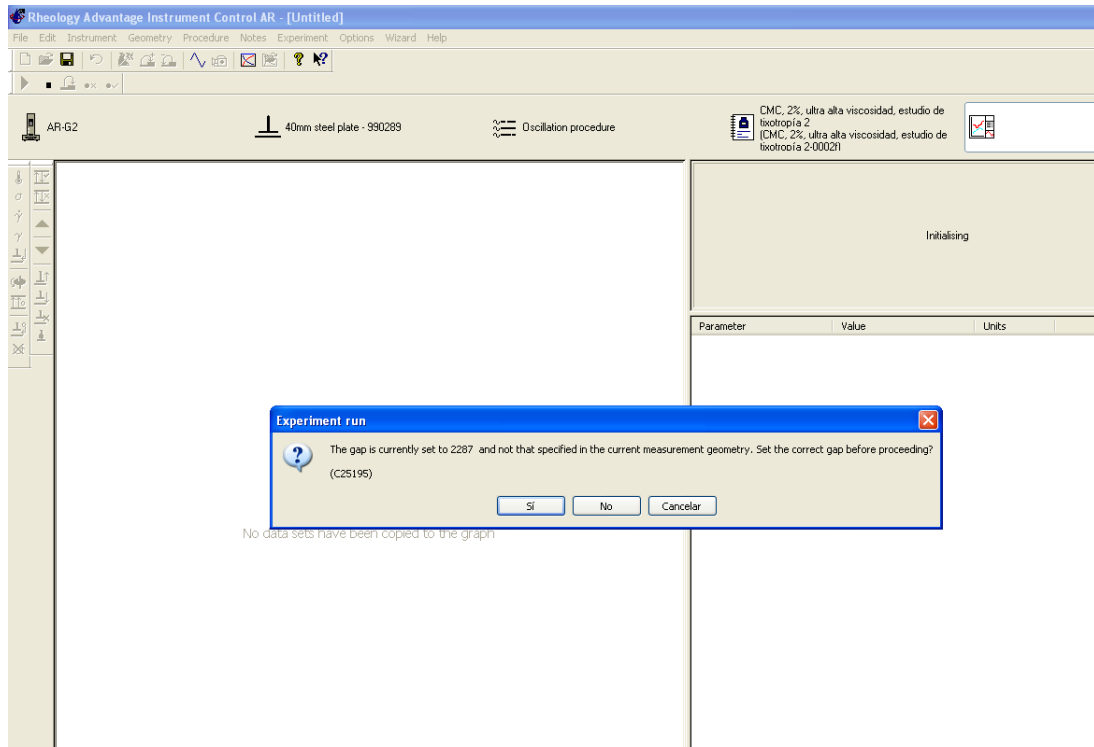 Rheology Advantage Instrument Control AR - [Untitled]
File Edit Instrument Geometry Procedure Notes Experiment Options Wizard Help
AR-G2
40mm steel plate - 990289
Oscillation procedure
CMC, 2%, ultra alta viscosidad, estudio de
tixotropía 2
(CMC, 2%, ultra alta viscosidad, estudio de
tixotropía 2-0002f)
Initialising
Parameter Value Units
Experiment run
The gap is currently set to 2287 and not that specified in the current measurement geometry. Set the correct gap before proceeding?
(C25195)
Sí No Cancelar
No data sets have been copied to the graph